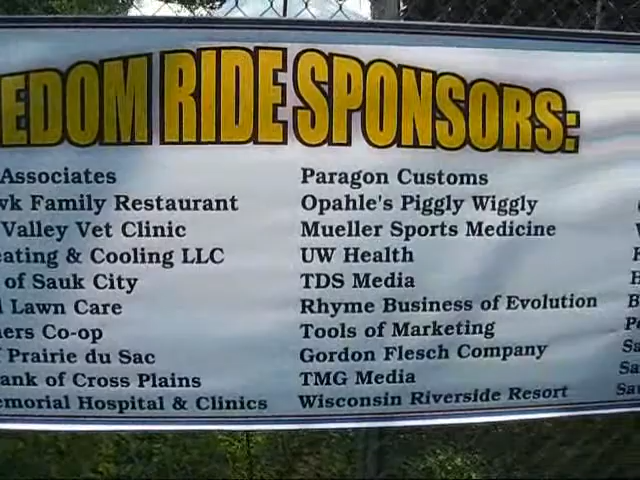 EDOM RIDE SPONSORS:
Associates
wk Family Restaurant
Valley Vet Clinic
eating & Cooling LLC
of Sauk City
Lawn Care
ners Co-op
Prairie du Sac
ank of Cross Plains
emorial Hospital & Clinics
Paragon Customs
Opahle's Piggly Wiggly
Mueller Sports Medicine
UW Health
TDS Media
Rhyme Business of Evolution
Tools of Marketing
Gordon Flesch Company
TMG Media
Wisconsin Riverside Resort